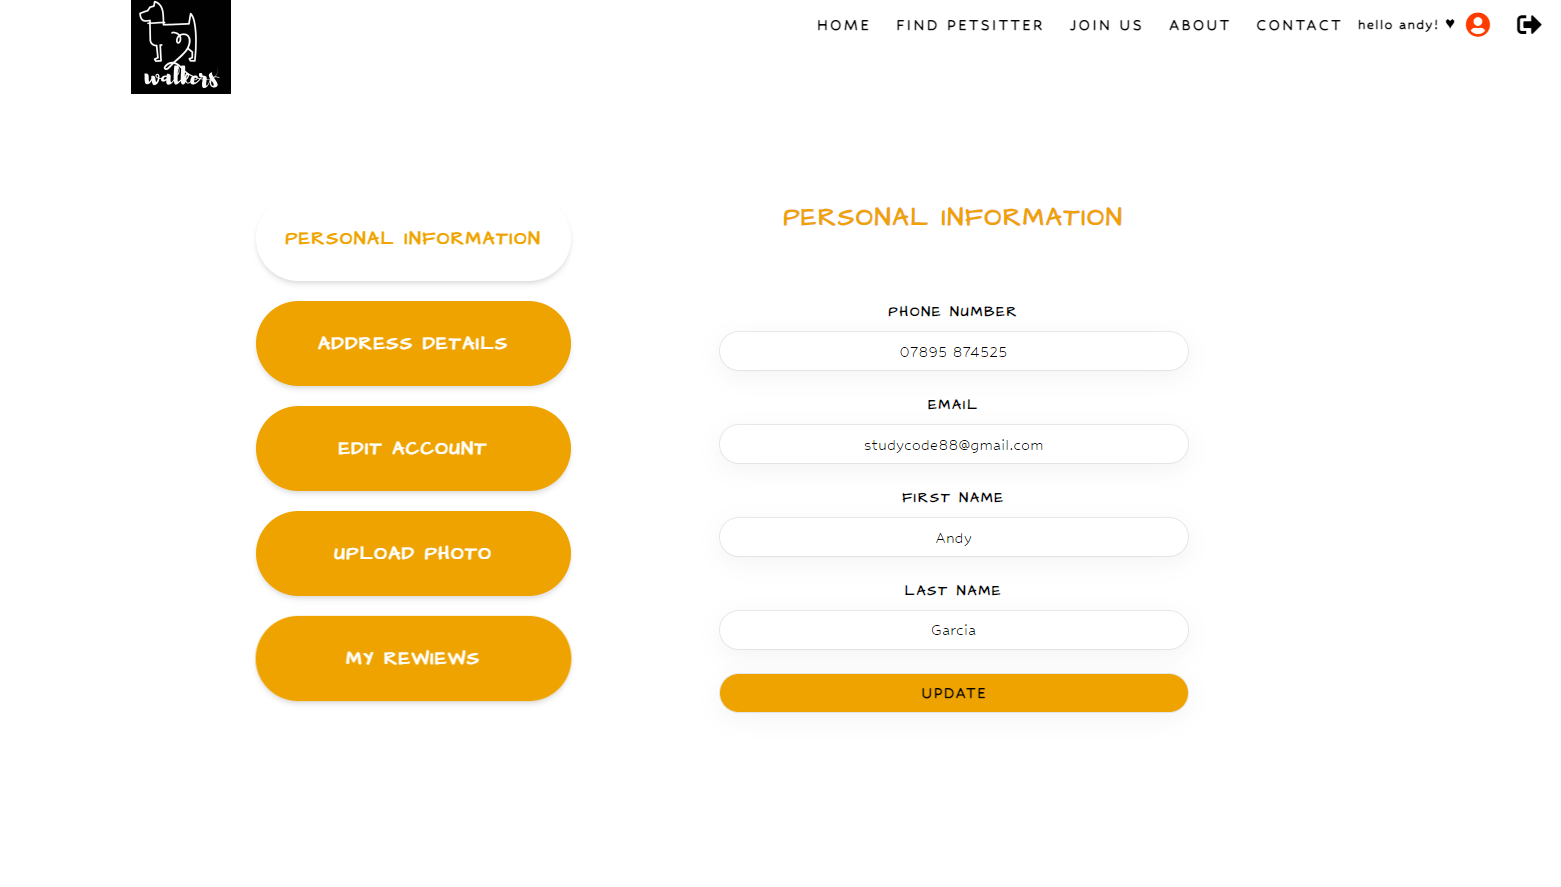 walkers
HOME FIND PETSITTER JOIN US ABOUT CONTACT hello andy! ♥
PERSONAL INFORMATION
ADDRESS DETAILS
EDIT ACCOUNT
UPLOAD PHOTO
MY REWIEWS
PERSONAL INFORMATION
PHONE NUMBER
07895 874525
EMAIL
studycode88@gmail.com
FIRST NAME
Andy
LAST NAME
Garcia
UPDATE